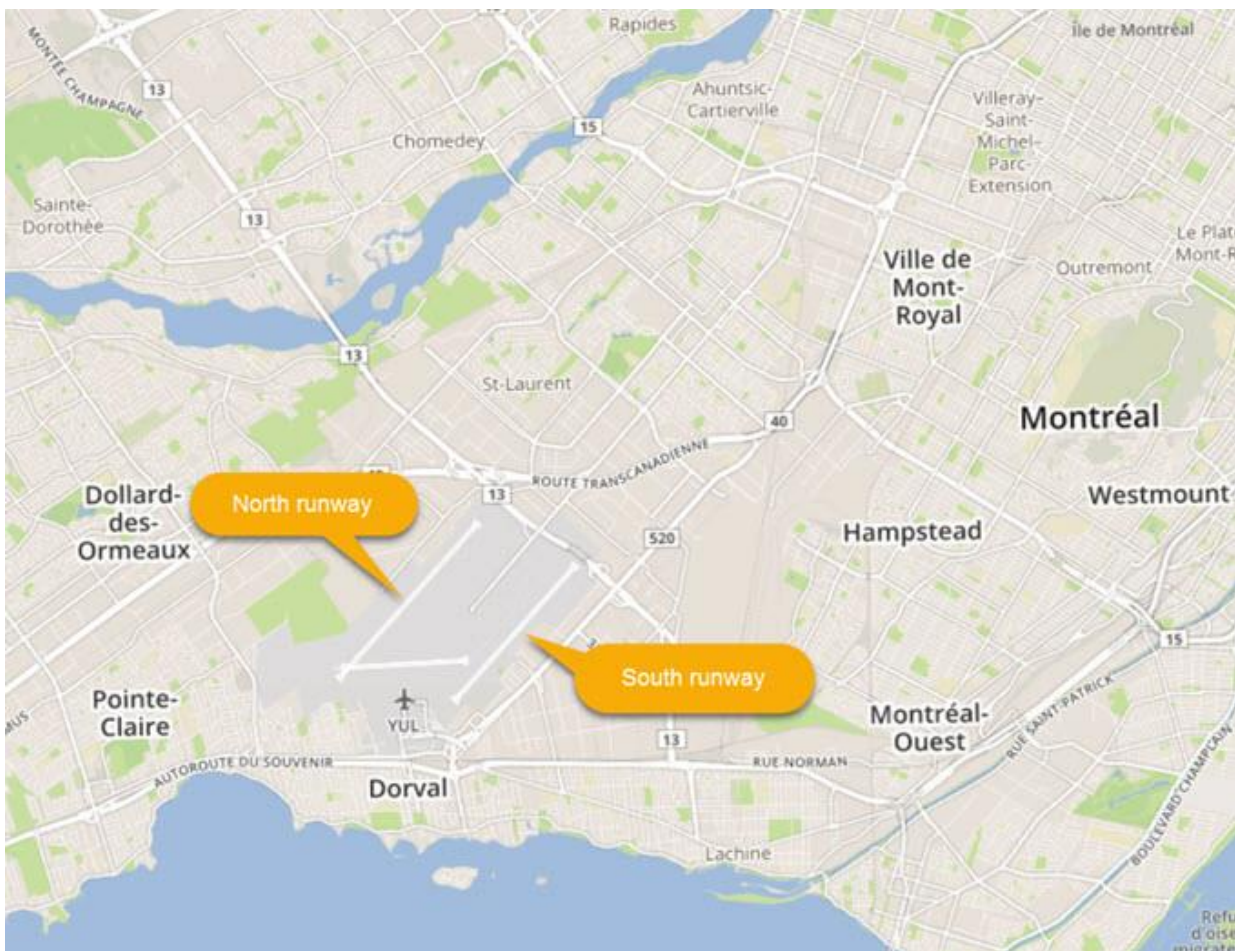 Rapides
Île de Montréal
MONTÉE CHAMPAGNE
13
Ahuntsic-
Cartierville
Villeray-
Saint-
Michel-
Parc-
Extension
15
Chomedey
Sainte-
Dorothée
13
Le Plat
Mont-R
Ville de
Mont-
Royal
Outremont
13
St-Laurent
40
Montréal
ROUTE TRANSCANADIENNE
13
Dollard-
des-
Ormeaux
North runway
Westmount
520
Hampstead
15
South runway
Pointe-
Claire
YUL
Montréal-
Ouest
RUE SAINT-PATRICK
13
AUTOROUTE DU SOUVENIR
RUE NORMAN
Dorval
BOULEVARD CHAMPLAIN
Lachine
Refu
d'oise
migrate